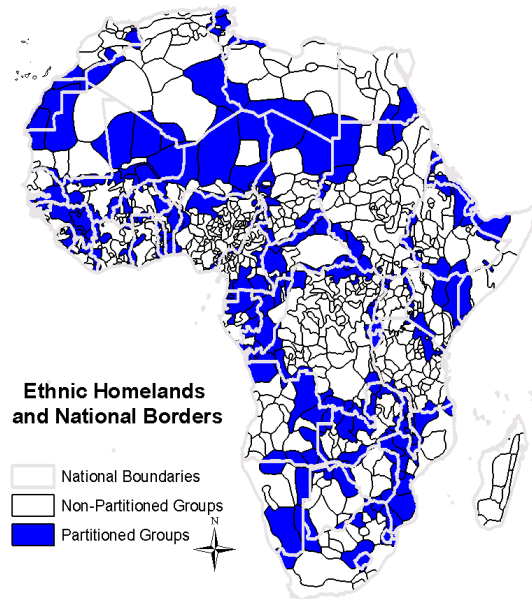 Ethnic Homelands
and National Borders
National Boundaries
Non-Partitioned Groups
Partitioned Groups
N